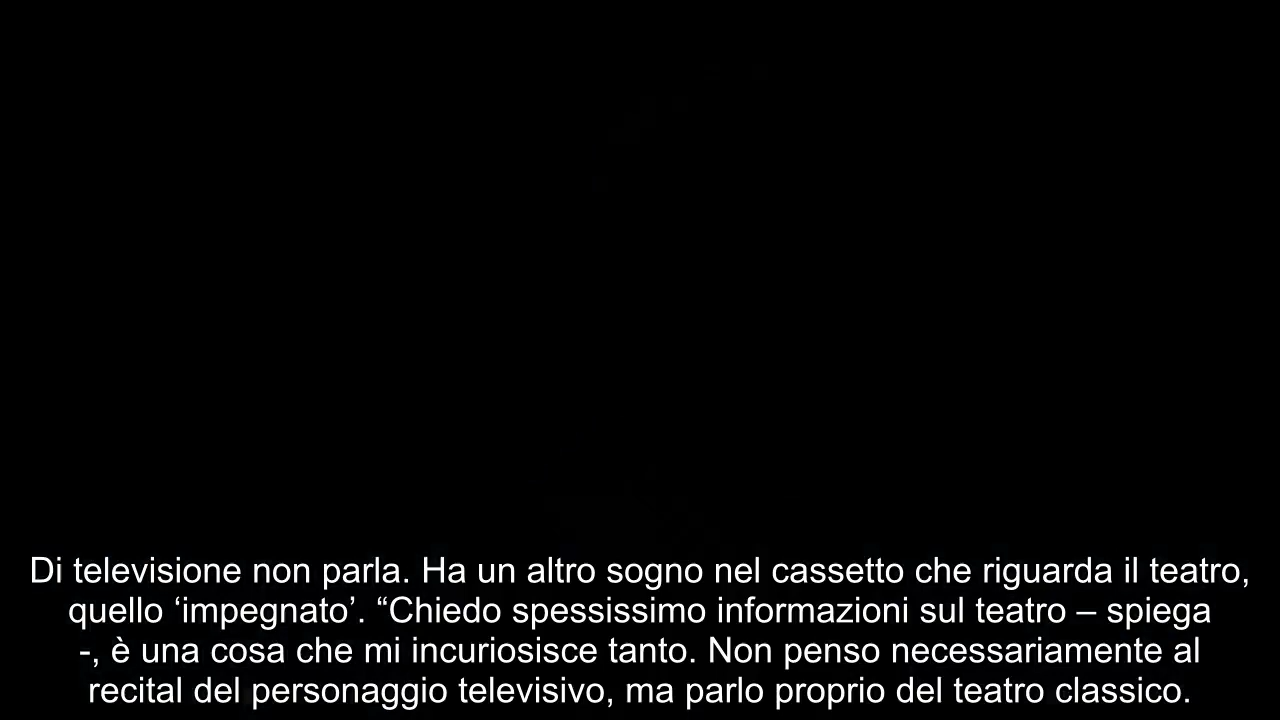 Di televisione non parla. Ha un altro sogno nel cassetto che riguarda il teatro,
quello ‘impegnato’. “Chiedo spessissimo informazioni sul teatro – spiega
-, è una cosa che mi incuriosisce tanto. Non penso necessariamente al
recital del personaggio televisivo, ma parlo proprio del teatro classico.